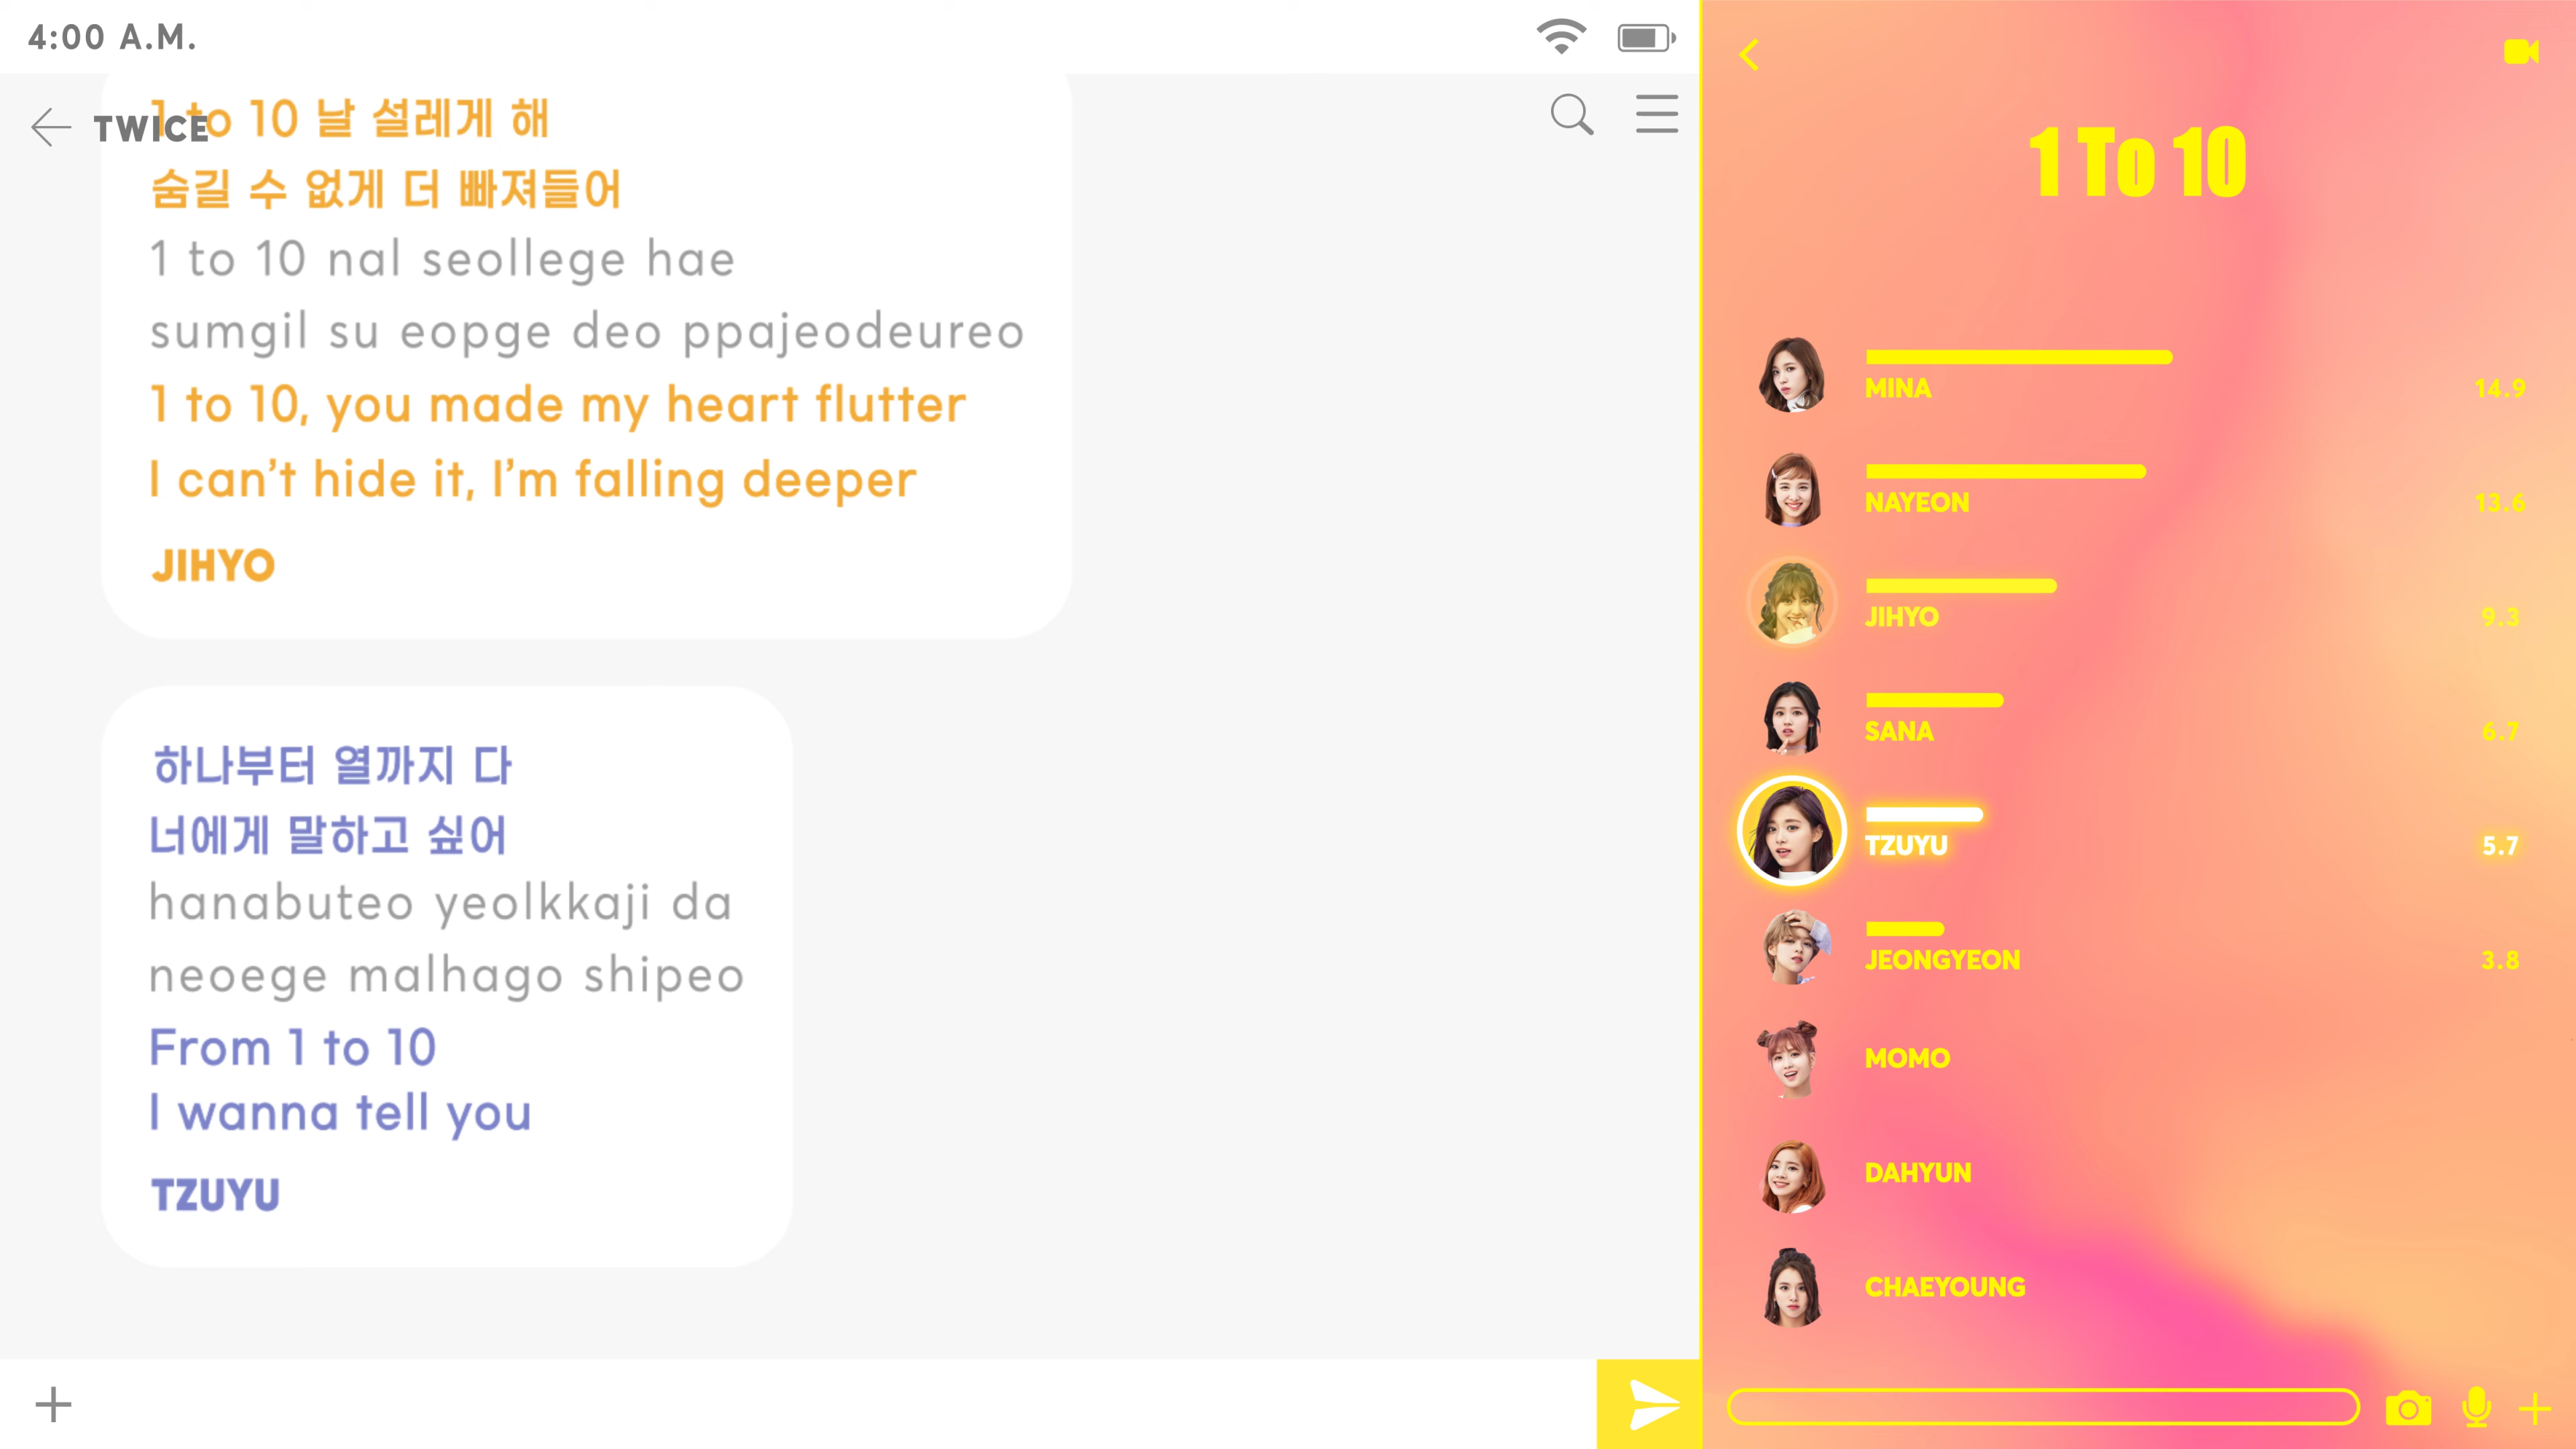 4:00 A.M.
TWICE
1 to 10 날 설레게 해
숨길 수 없게 더 빠져들어
1 to 10 nal seollege hae
sumgil su eopge deo ppajeodeureo
1 to 10, you made my heart flutter
I can't hide it, I'm falling deeper
JIHYO
하나부터 열까지 다
너에게 말하고 싶어
hanabuteo yeolkkaji da
neoege malhago shipeo
From 1 to 10
I wanna tell you
TZUYU
1 To 10
MINA 14.9
NAYEON 13.6
JIHYO 9.3
SANA 6.7
TZUYU 5.7
JEONGYEON 3.8
MOMO
DAHYUN
CHAEYOUNG